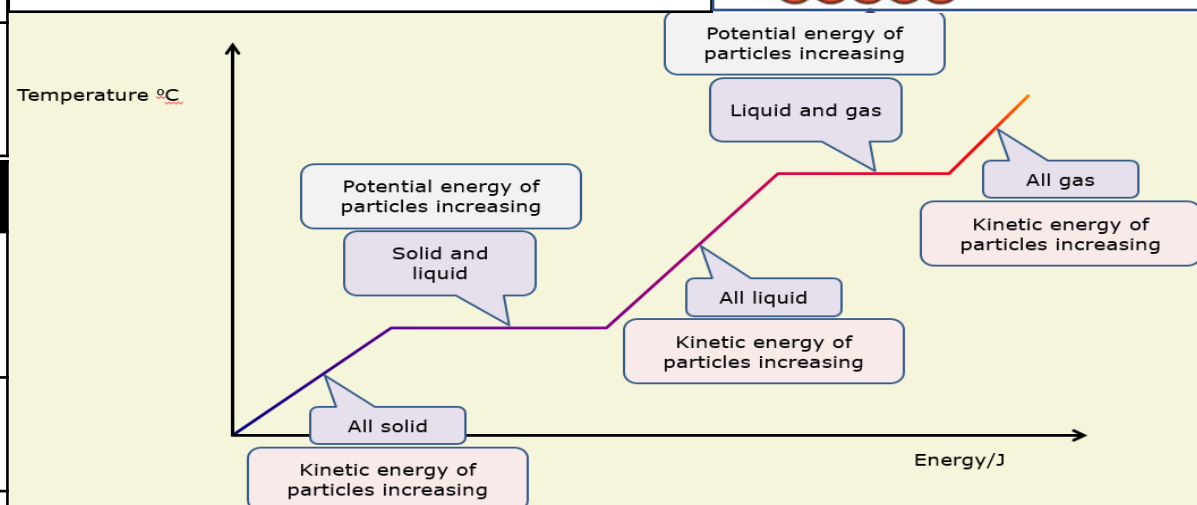 Potential energy of
particles increasing
Temperature ºC
Liquid and gas
Potential energy of
particles increasing
All gas
Kinetic energy of
particles increasing
Solid and
liquid
All liquid
Kinetic energy of
particles increasing
All solid
Energy/J
Kinetic energy of
particles increasing